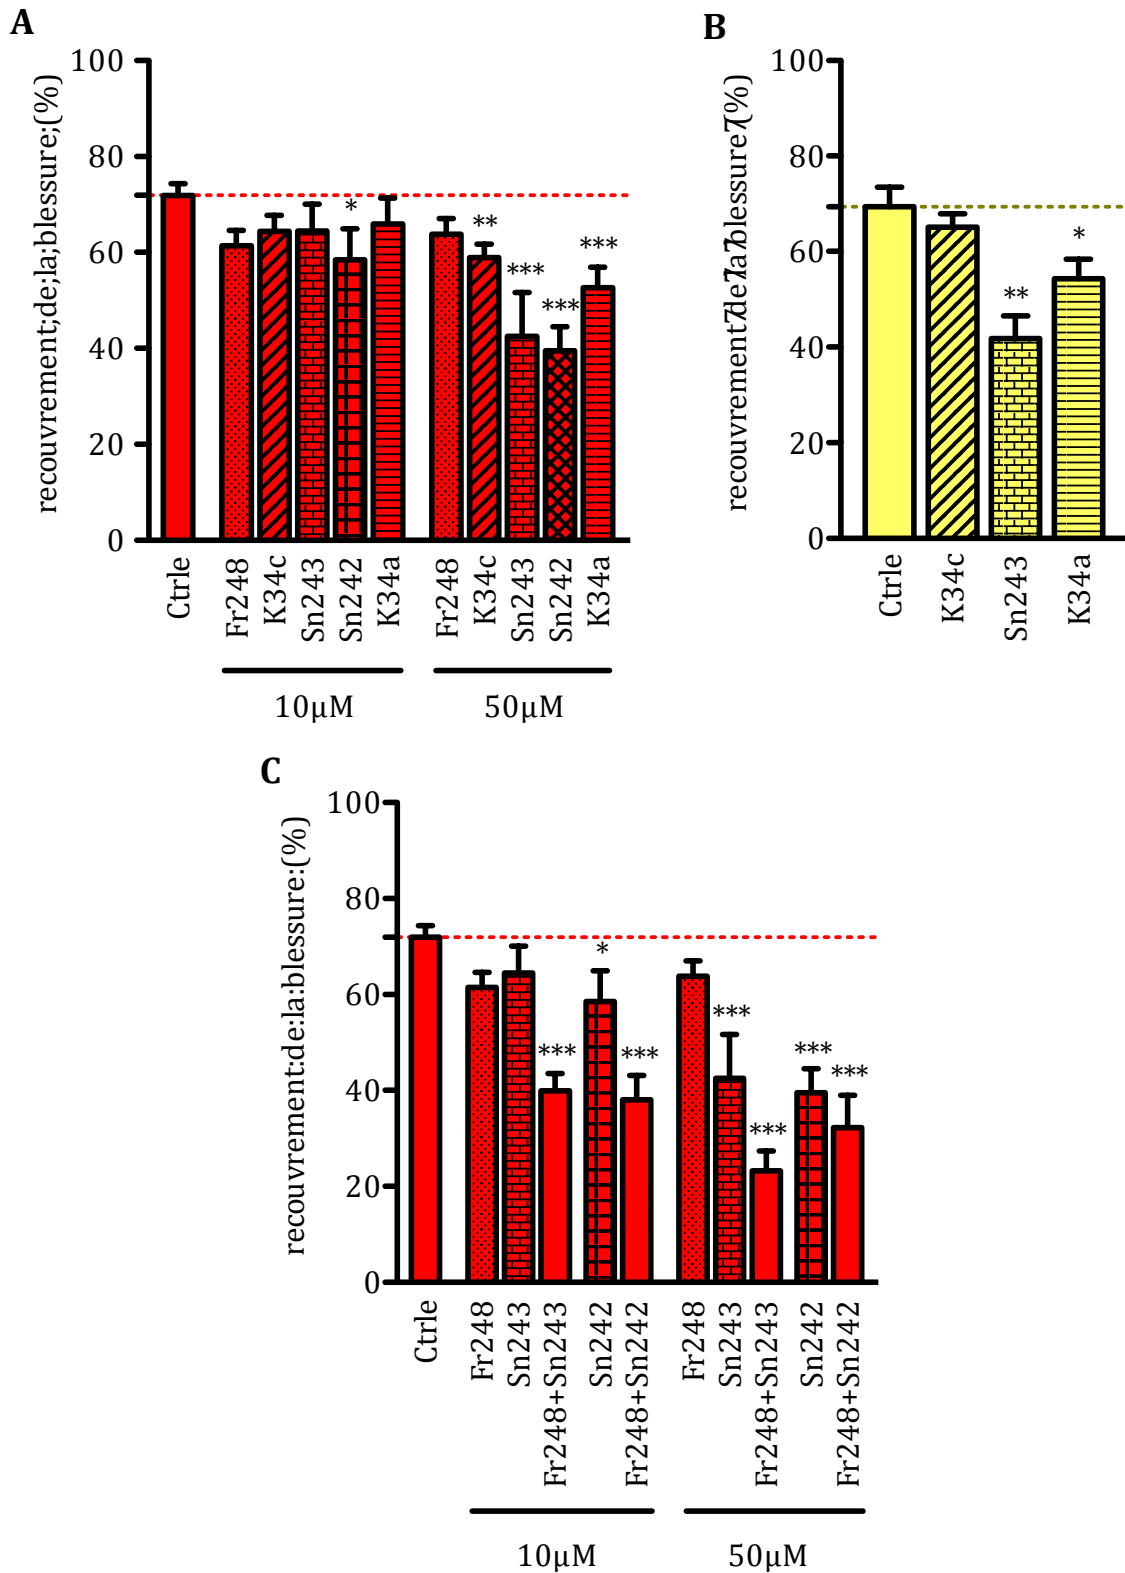 A
recouvrement;de;la;blessure;(%)
100
80
60
40
20
0
*
**
***
***
***
Ctrle
Fr248
K34c
Sn243
Sn242
K34a
Fr248
K34c
Sn243
Sn242
K34a
10µM
50µM
B
recouvrement7de7la7blessure7(%)
100
80
60
40
20
0
**
*
Ctrle
K34c
Sn243
K34a
C
recouvrement:de:la:blessure:(%)
100
80
60
40
20
0
***
*
***
***
***
***
***
Ctrle
Fr248
Sn243
Fr248+Sn243
Sn242
Fr248+Sn242
Fr248
Sn243
Fr248+Sn243
Sn242
Fr248+Sn242
10µM
50µM